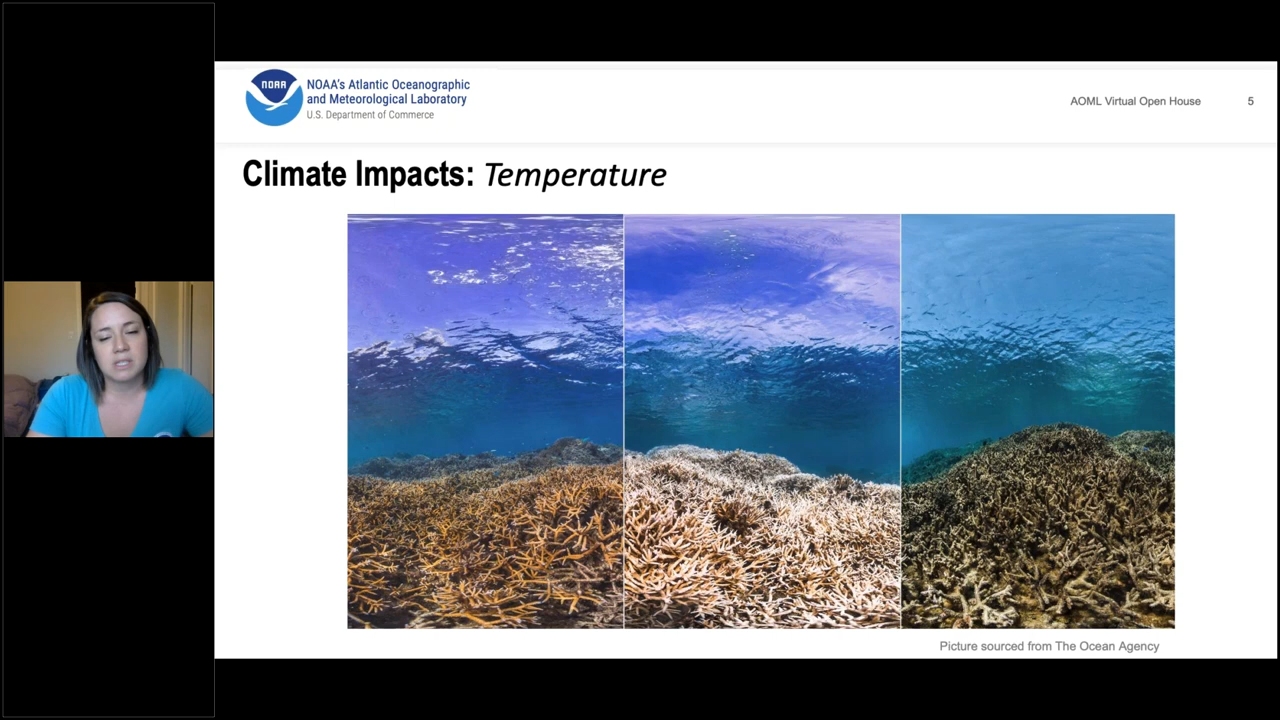 NOAA
NOAA's Atlantic Oceanographic
and Meteorological Laboratory
U.S. Department of Commerce
AOML Virtual Open House
5
Climate Impacts: Temperature
Picture sourced from The Ocean Agency